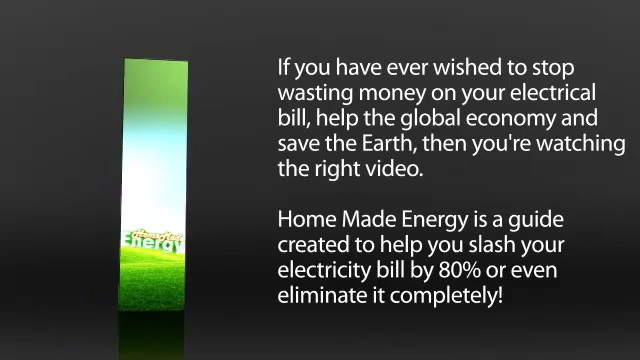 Home Made
Energy
If you have ever wished to stop
wasting money on your electrical
bill, help the global economy and
save the Earth, then you're watching
the right video.
Home Made Energy is a guide
created to help you slash your
electricity bill by 80% or even
eliminate it completely!